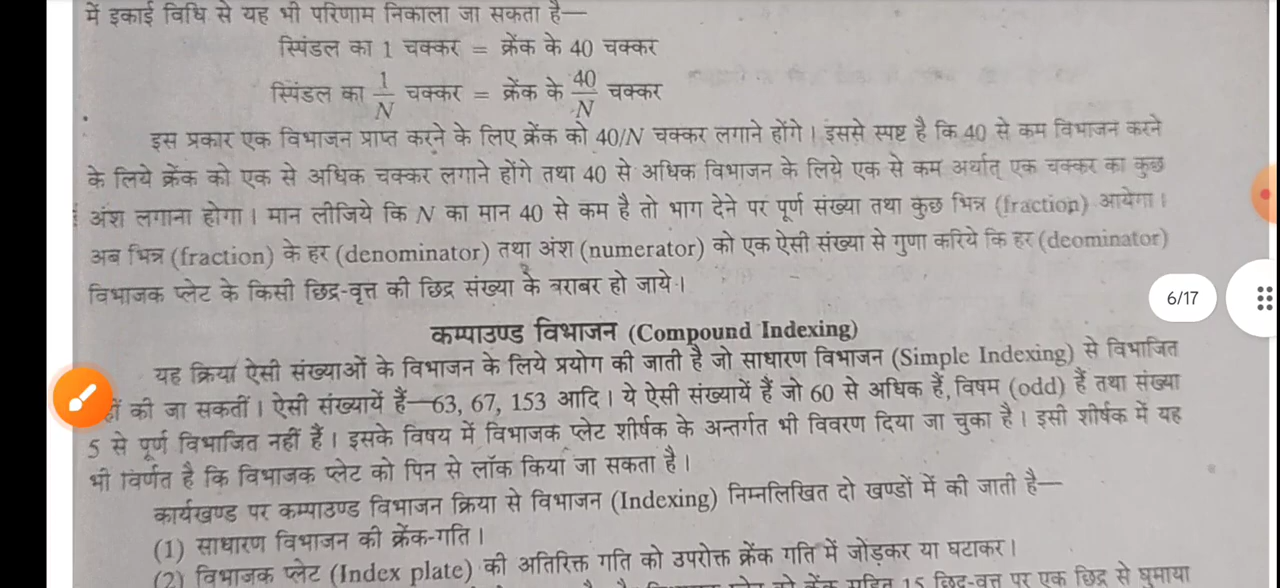 में इकाई विधि से यह भी परिणाम निकाला जा सकता है—
स्पिंडल का 1 चक्कर = क्रेंक के 40 चक्कर
स्पिंडल का 1/N चक्कर = क्रेंक के 40/N चक्कर
इस प्रकार एक विभाजन प्राप्त करने के लिए क्रेंक को 40/N चक्कर लगाने होंगे। इससे स्पष्ट है कि 40 से कम विभाजन करने
के लिये क्रेंक को एक से अधिक चक्कर लगाने होंगे तथा 40 से अधिक विभाजन के लिये एक से कम अर्थात् एक चक्कर का कुछ
अंश लगाना होगा। मान लीजिये कि N का मान 40 से कम है तो भाग देने पर पूर्ण संख्या तथा कुछ भिन्न (fraction) आयेगा।
अब भिन्न (fraction) के हर (denominator) तथा अंश (numerator) को एक ऐसी संख्या से गुणा करिये कि हर (deominator)
विभाजक प्लेट के किसी छिद्र-वृत्त की छिद्र संख्या के बराबर हो जाये।
6/17
कम्पाउण्ड विभाजन (Compound Indexing)
यह क्रिया ऐसी संख्याओं के विभाजन के लिये प्रयोग की जाती है जो साधारण विभाजन (Simple Indexing) से विभाजित
की जा सकतीं। ऐसी संख्यायें हैं—63, 67, 153 आदि। ये ऐसी संख्यायें हैं जो 60 से अधिक हैं, विषम (odd) हैं तथा संख्या
5 से पूर्ण विभाजित नहीं हैं। इसके विषय में विभाजक प्लेट शीर्षक के अन्तर्गत भी विवरण दिया जा चुका है। इसी शीर्षक में यह
भी वर्णित है कि विभाजक प्लेट को पिन से लॉक किया जा सकता है।
कार्यखण्ड पर कम्पाउण्ड विभाजन क्रिया से विभाजन (Indexing) निम्नलिखित दो खण्डों में की जाती है—
(1) साधारण विभाजन की क्रेंक-गति।
(2) विभाजक प्लेट (Index plate) की अतिरिक्त गति को उपरोक्त क्रेंक गति में जोड़कर या घटाकर।
15 छिद्र-वृत्त पर एक छिद्र से घुमाया